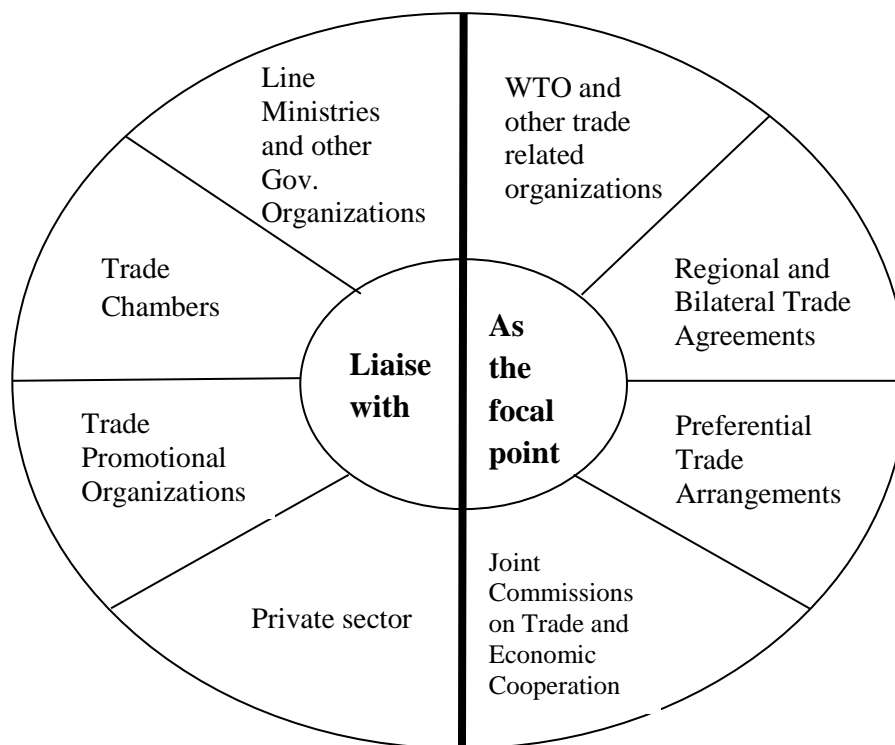 Line
Ministries
and other
Gov.
Organizations
WTO and
other trade
related
organizations
Trade
Chambers
Regional and
Bilateral Trade
Agreements
Liaise
with
As
the
focal
point
Trade
Promotional
Organizations
Preferential
Trade
Arrangements
Private sector
Joint
Commissions
on Trade and
Economic
Cooperation